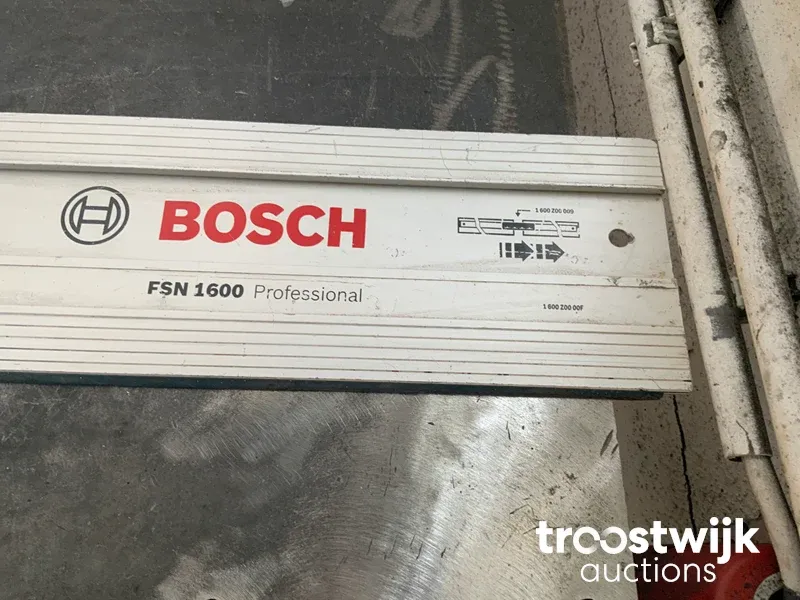 BOSCH
1 600 Z00 009
FSN 1600 Professional
1 600 Z00 00F
troostwijk
auctions